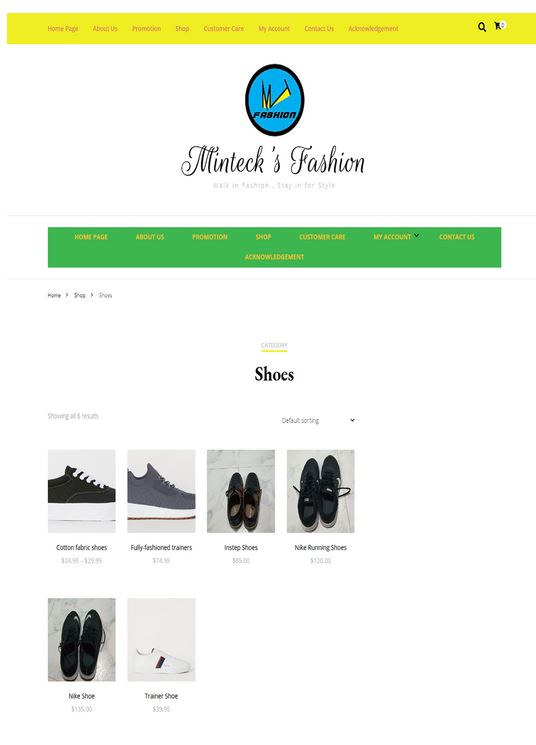 Home Page About Us Promotion Shop Customer Care My Account Contact Us Acknowledgement 0
FASHION
Minteck 's Fashion
Walk in Fashion , Stay in for Style
HOME PAGE ABOUT US PROMOTION SHOP CUSTOMER CARE MY ACCOUNT CONTACT US
ACKNOWLEDGEMENT
Home > Shop > Shoes
CATEGORY
Shoes
Showing all 6 results
Default sorting
Cotton fabric shoes Fully-fashioned trainers Instep Shoes Nike Running Shoes
$24.95 – $29.95 $74.95 $85.00 $120.00
Nike Shoe Trainer Shoe
$135.00 $39.95